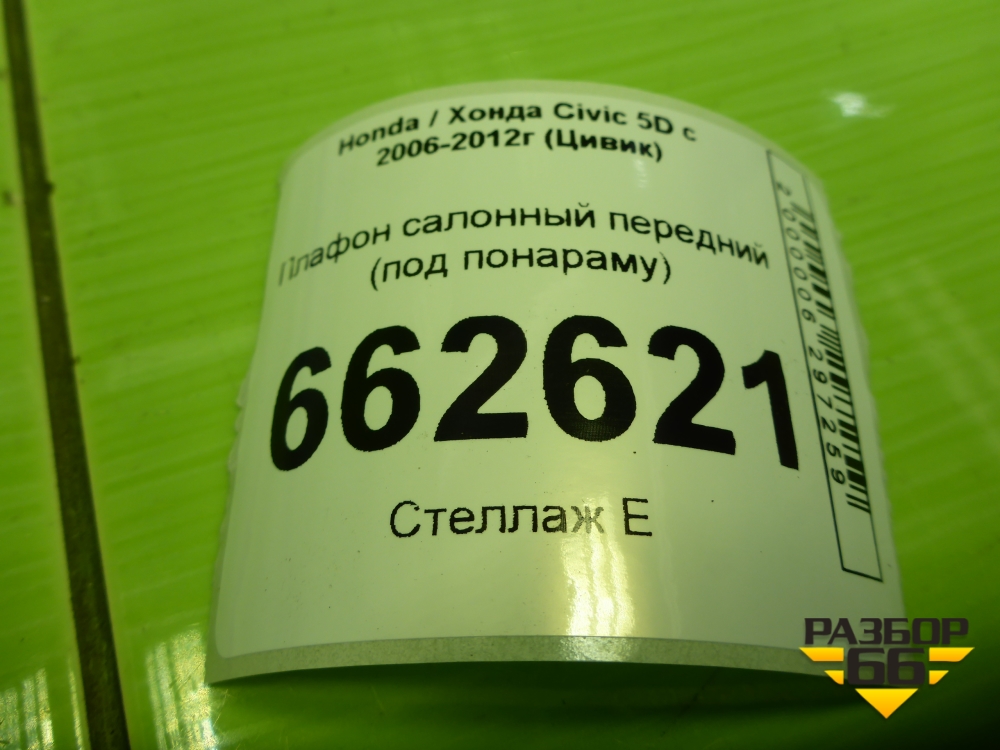 Honda / Хонда Civic 5D с
2006-2012г (Цивик)
Плафон салонный передний
(под понараму)
662621
Стеллаж Е
2000006297259
РАЗБОР
66